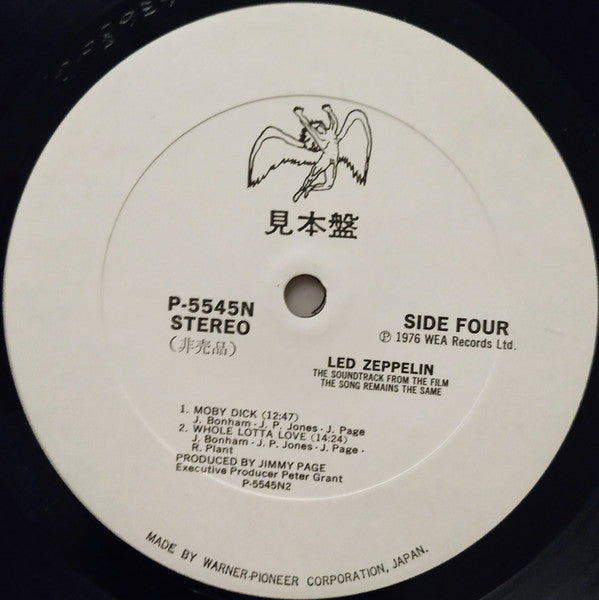 見本盤
P-5545N
STEREO
(非売品)
SIDE FOUR
Ⓟ 1976 WEA Records Ltd.
LED ZEPPELIN
THE SOUNDTRACK FROM THE FILM
THE SONG REMAINS THE SAME
1. MOBY DICK (12:47)
J. Bonham · J. P. Jones · J. Page
2. WHOLE LOTTA LOVE (14:24)
J. Bonham · J. P. Jones · J. Page ·
R. Plant
PRODUCED BY JIMMY PAGE
Executive Producer Peter Grant
P-5545N2
MADE BY WARNER-PIONEER CORPORATION, JAPAN.